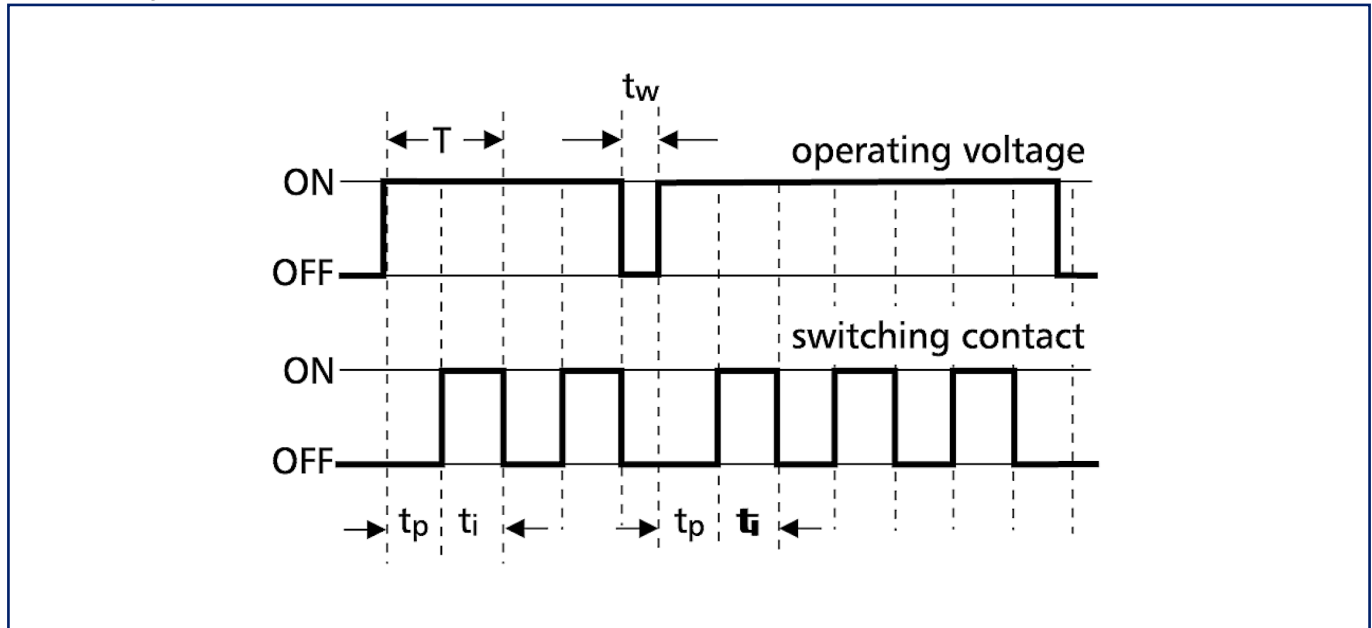 tw
T
operating voltage
ON
OFF
switching contact
ON
OFF
tp ti tp ti